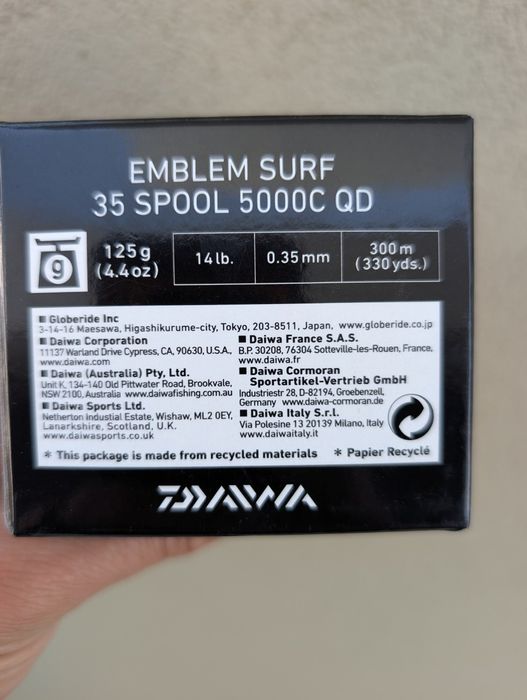 EMBLEM SURF
35 SPOOL 5000C QD
g
125g
(4.4oz)
14lb.
0.35mm
300m
(330yds.)
Globeride Inc
3-14-16 Maesawa, Higashikurume-city, Tokyo, 203-8511, Japan, www.globeride.co.jp
Daiwa Corporation
11137 Warland Drive Cypress, CA, 90630, U.S.A.,
www.daiwa.com
Daiwa (Australia) Pty, Ltd.
Unit K, 134-140 Old Pittwater Road, Brookvale,
NSW 2100, Australia www.daiwafishing.com.au
Daiwa Sports Ltd.
Netherton Industial Estate, Wishaw, ML2 0EY,
Lanarkshire, Scotland, U.K.
www.daiwasports.co.uk
Daiwa France S.A.S.
B.P. 30208, 76304 Sotteville-les-Rouen, France,
www.daiwa.fr
Daiwa Cormoran
Sportartikel-Vertrieb GmbH
Industriestr 28, D-82194, Groebenzell,
Germany www.daiwa-cormoran.de
Daiwa Italy S.r.l.
Via Polesine 13 20139 Milano, Italy
www.daiwaitaly.it
* This package is made from recycled materials * Papier Recyclé
DAIWA